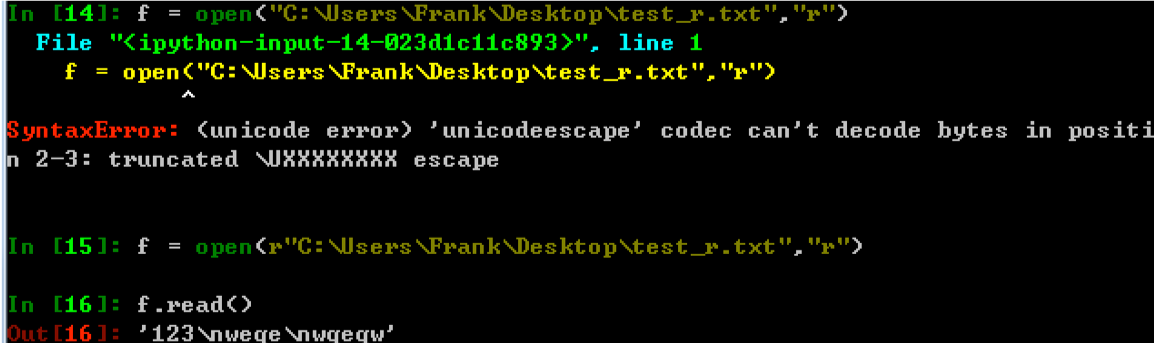 In [14]: f = open("C:\Users\Frank\Desktop\test_r.txt","r")
File "<ipython-input-14-023d1c11c893>", line 1
f = open("C:\Users\Frank\Desktop\test_r.txt","r")
^
SyntaxError: (unicode error) 'unicodeescape' codec can't decode bytes in positi
n 2-3: truncated \UXXXXXXXX escape
In [15]: f = open(r"C:\Users\Frank\Desktop\test_r.txt","r")
In [16]: f.read()
Out[16]: '123\nwege\nwgegw'